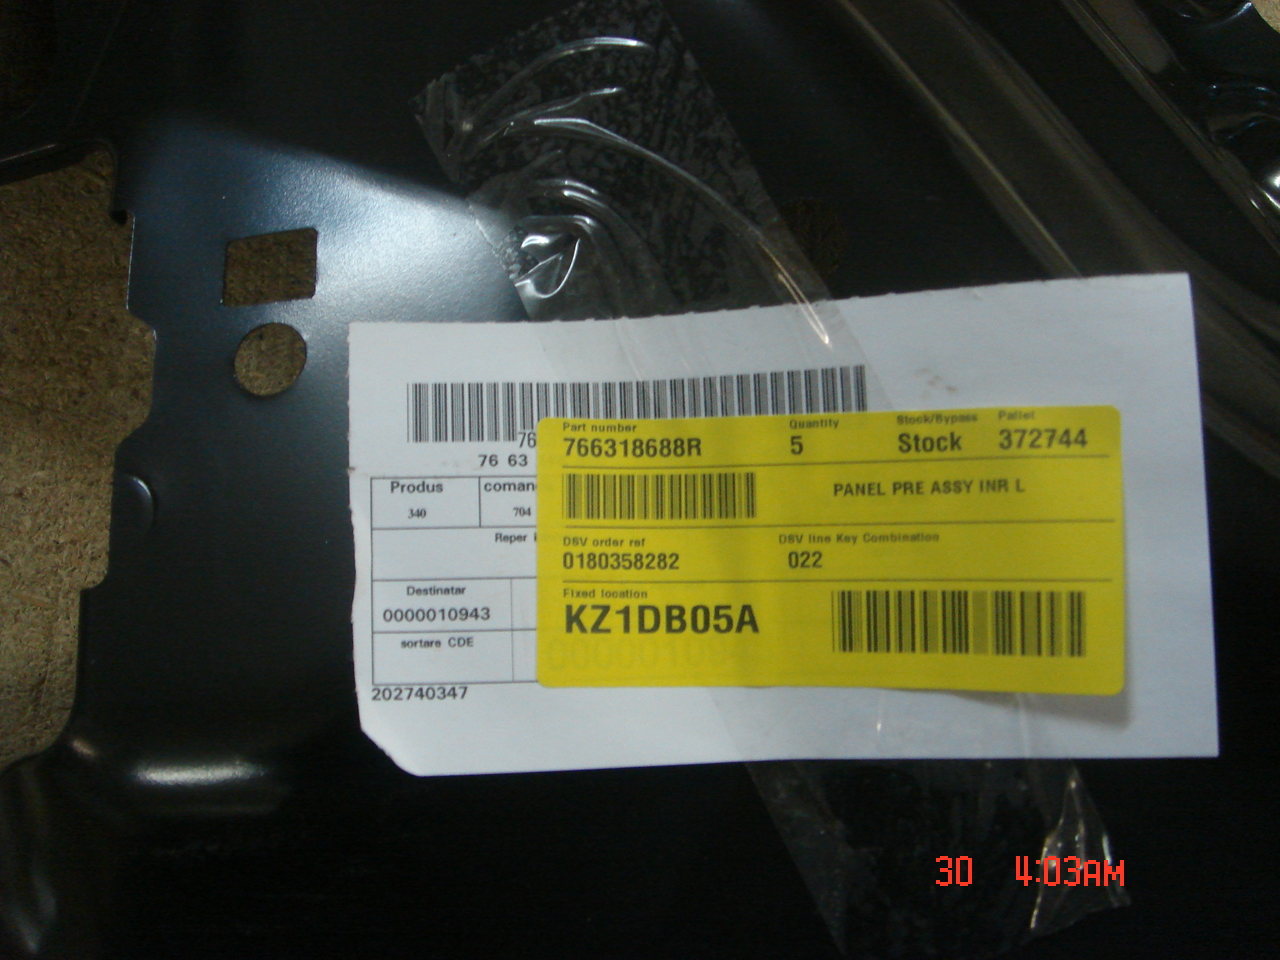 76
76 63
Produs
coman
340
704
Reper
Destinatar
0000010943
sortare CDE
202740347
Part number
Quantity
Stock/Bypass
Pallet
766318688R
5
Stock
372744
PANEL PRE ASSY INR L
DSV order ref
DSV line Key Combination
0180358282
022
Fixed location
KZ1DB05A
30 4:03AM